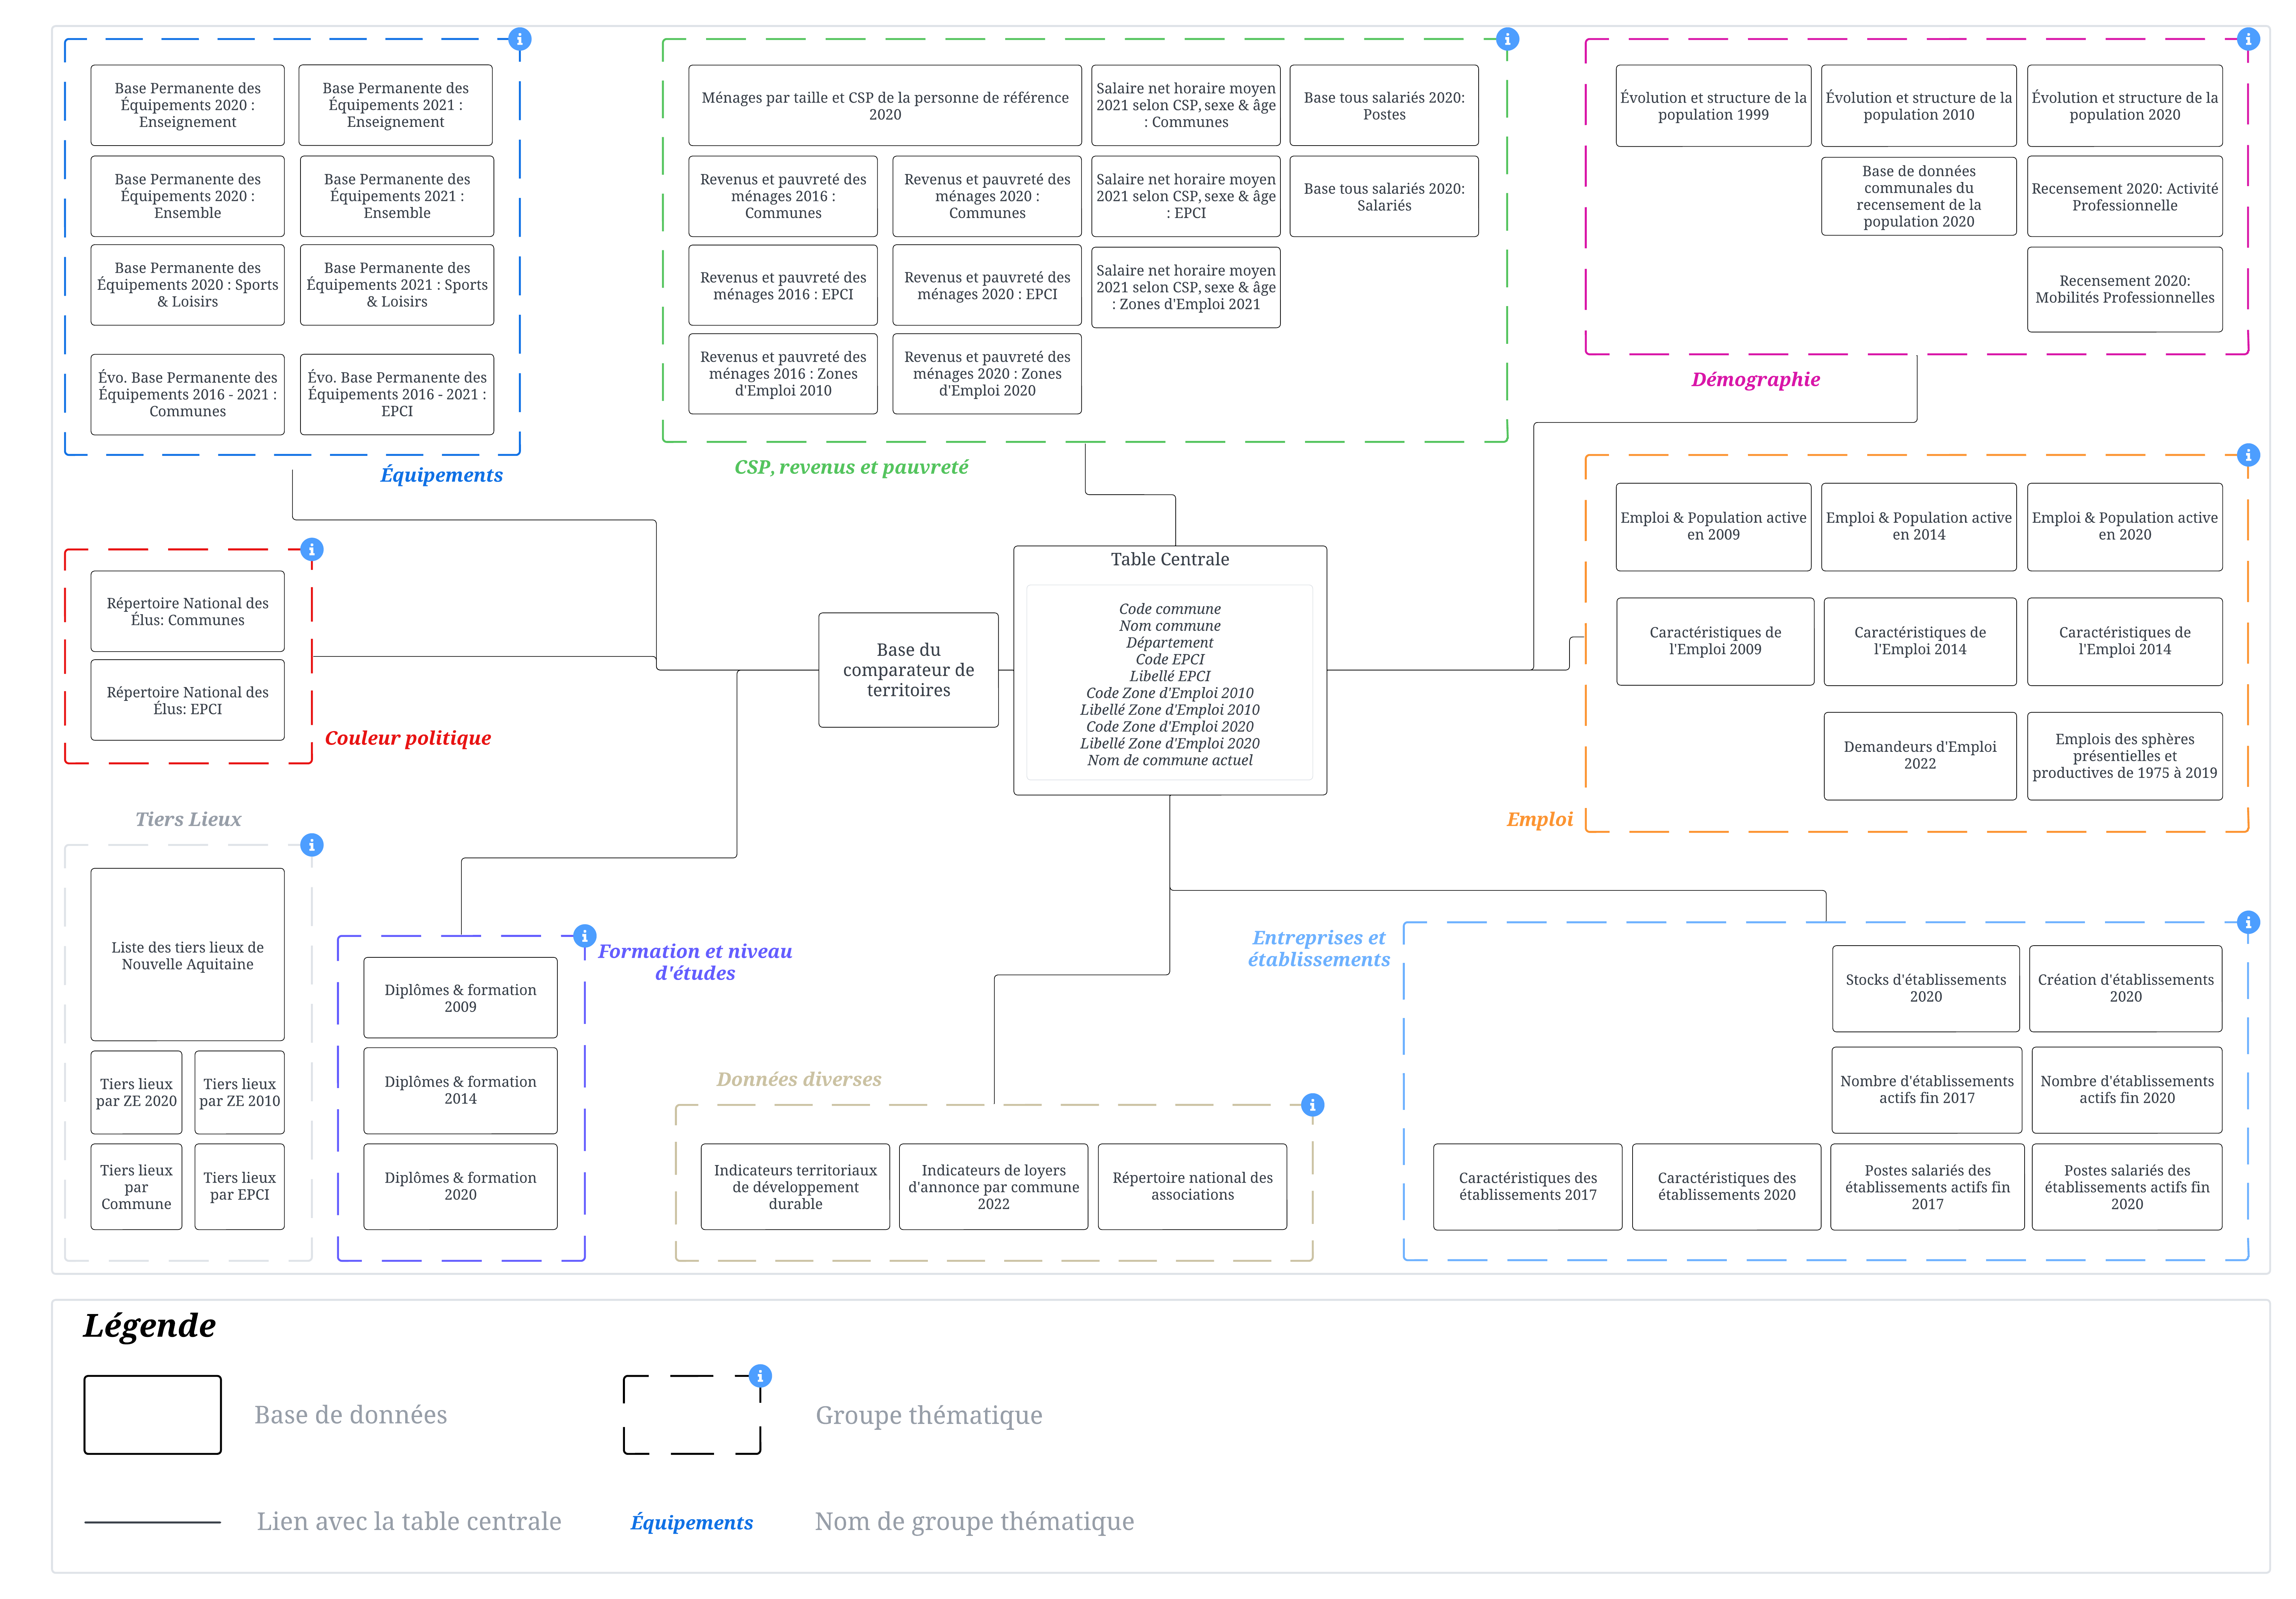 Base Permanente des
Équipements 2020 :
Enseignement
Base Permanente des
Équipements 2021 :
Enseignement
Base Permanente des
Équipements 2020 :
Ensemble
Base Permanente des
Équipements 2021 :
Ensemble
Base Permanente des
Équipements 2020 : Sports
& Loisirs
Base Permanente des
Équipements 2021 : Sports
& Loisirs
Évo. Base Permanente des
Équipements 2016 - 2021 :
Communes
Évo. Base Permanente des
Équipements 2016 - 2021 :
EPCI
Équipements
Ménages par taille et CSP de la personne de référence
2020
Salaire net horaire moyen
2021 selon CSP, sexe & âge
: Communes
Base tous salariés 2020:
Postes
Revenus et pauvreté des
ménages 2016 :
Communes
Revenus et pauvreté des
ménages 2020 :
Communes
Salaire net horaire moyen
2021 selon CSP, sexe & âge
: EPCI
Base tous salariés 2020:
Salariés
Revenus et pauvreté des
ménages 2016 : EPCI
Revenus et pauvreté des
ménages 2020 : EPCI
Salaire net horaire moyen
2021 selon CSP, sexe & âge
: Zones d'Emploi 2021
Revenus et pauvreté des
ménages 2016 : Zones
d'Emploi 2010
Revenus et pauvreté des
ménages 2020 : Zones
d'Emploi 2020
CSP, revenus et pauvreté
Évolution et structure de la
population 1999
Évolution et structure de la
population 2010
Évolution et structure de la
population 2020
Base de données
communales du
recensement de la
population 2020
Recensement 2020: Activité
Professionnelle
Recensement 2020:
Mobilités Professionnelles
Démographie
Répertoire National des
Élus: Communes
Répertoire National des
Élus: EPCI
Couleur politique
Base du
comparateur de
territoires
Table Centrale
Code commune
Nom commune
Département
Code EPCI
Libellé EPCI
Code Zone d'Emploi 2010
Libellé Zone d'Emploi 2010
Code Zone d'Emploi 2020
Libellé Zone d'Emploi 2020
Nom de commune actuel
Emploi & Population active
en 2009
Emploi & Population active
en 2014
Emploi & Population active
en 2020
Caractéristiques de
l'Emploi 2009
Caractéristiques de
l'Emploi 2014
Caractéristiques de
l'Emploi 2014
Demandeurs d'Emploi
2022
Emplois des sphères
présentielles et
productives de 1975 à 2019
Emploi
Tiers Lieux
Liste des tiers lieux de
Nouvelle Aquitaine
Tiers lieux
par ZE 2020
Tiers lieux
par ZE 2010
Tiers lieux
par
Commune
Tiers lieux
par EPCI
Formation et niveau
d'études
Diplômes & formation
2009
Diplômes & formation
2014
Diplômes & formation
2020
Données diverses
Indicateurs territoriaux
de développement
durable
Indicateurs de loyers
d'annonce par commune
2022
Répertoire national des
associations
Entreprises et
établissements
Stocks d'établissements
2020
Création d'établissements
2020
Nombre d'établissements
actifs fin 2017
Nombre d'établissements
actifs fin 2020
Caractéristiques des
établissements 2017
Caractéristiques des
établissements 2020
Postes salariés des
établissements actifs fin
2017
Postes salariés des
établissements actifs fin
2020
Légende
Base de données
Groupe thématique
Lien avec la table centrale
Équipements
Nom de groupe thématique